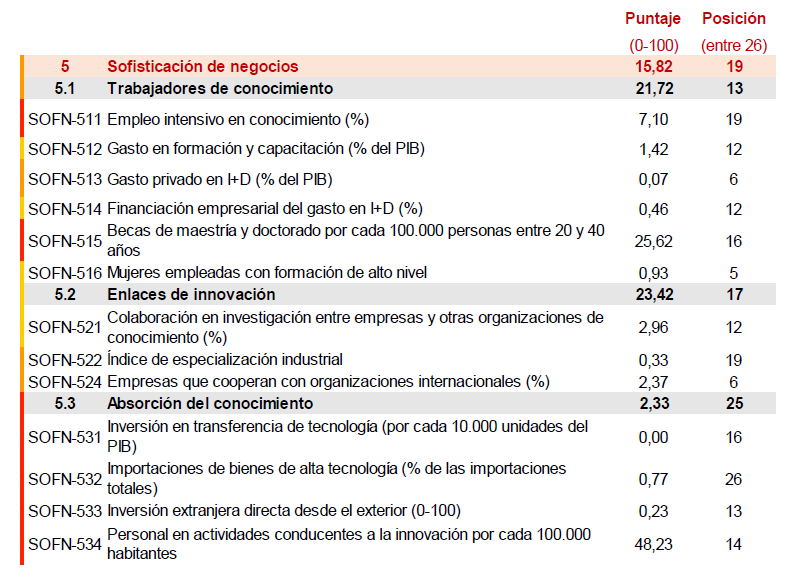 Puntaje Posición
(0-100) (entre 26)
5 Sofisticación de negocios 15,82 19
5.1 Trabajadores de conocimiento 21,72 13
SOFN-511 Empleo intensivo en conocimiento (%) 7,10 19
SOFN-512 Gasto en formación y capacitación (% del PIB) 1,42 12
SOFN-513 Gasto privado en I+D (% del PIB) 0,07 6
SOFN-514 Financiación empresarial del gasto en I+D (%) 0,46 12
SOFN-515 Becas de maestría y doctorado por cada 100.000 personas entre 20 y 40
años 25,62 16
SOFN-516 Mujeres empleadas con formación de alto nivel 0,93 5
5.2 Enlaces de innovación 23,42 17
SOFN-521 Colaboración en investigación entre empresas y otras organizaciones de
conocimiento (%) 2,96 12
SOFN-522 Índice de especialización industrial 0,33 19
SOFN-524 Empresas que cooperan con organizaciones internacionales (%) 2,37 6
5.3 Absorción del conocimiento 2,33 25
SOFN-531 Inversión en transferencia de tecnología (por cada 10.000 unidades del
PIB) 0,00 16
SOFN-532 Importaciones de bienes de alta tecnología (% de las importaciones
totales) 0,77 26
SOFN-533 Inversión extranjera directa desde el exterior (0-100) 0,23 13
SOFN-534 Personal en actividades conducentes a la innovación por cada 100.000
habitantes 48,23 14